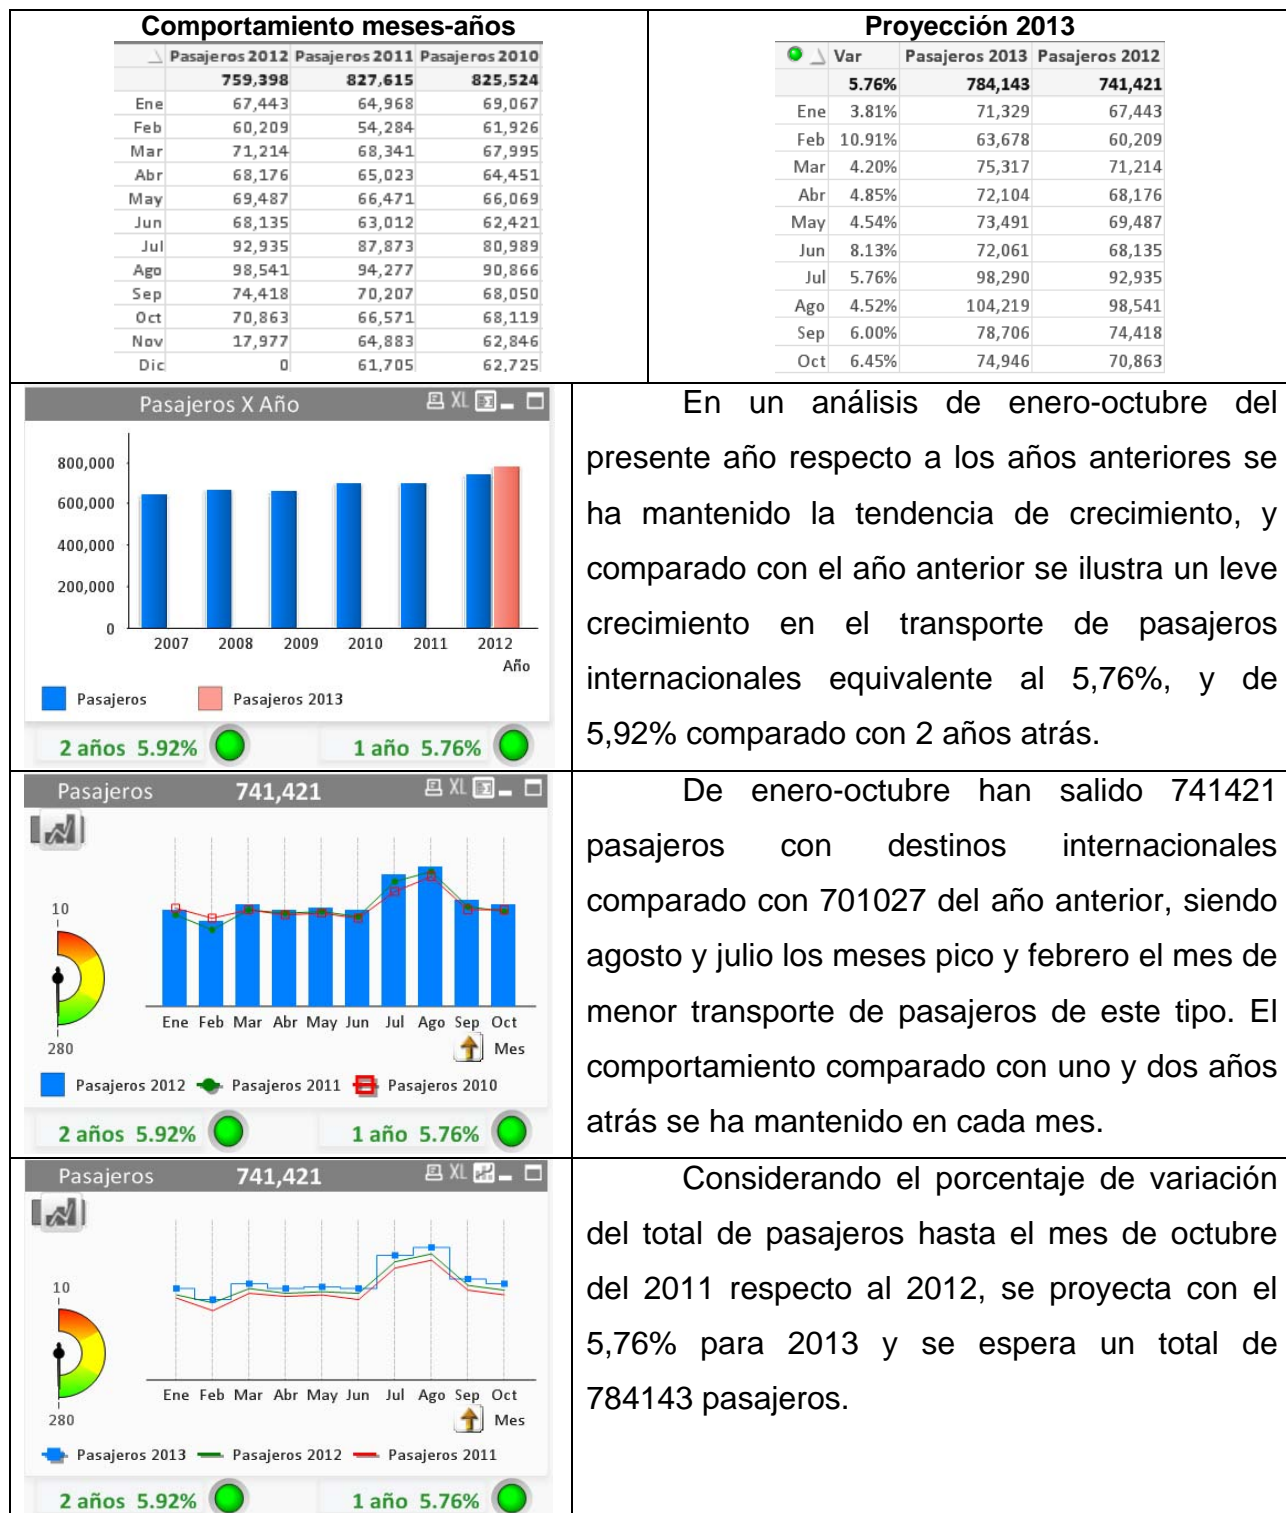 Comportamiento meses-años
Pasajeros 2012 Pasajeros 2011 Pasajeros 2010
759,398 827,615 825,524
Ene 67,443 64,968 69,067
Feb 60,209 54,284 61,926
Mar 71,214 68,341 67,995
Abr 68,176 65,023 64,451
May 69,487 66,471 66,069
Jun 68,135 63,012 62,421
Jul 92,935 87,873 80,989
Ago 98,541 94,277 90,866
Sep 74,418 70,207 68,050
Oct 70,863 66,571 68,119
Nov 17,977 64,883 62,846
Dic 0 61,705 62,725
Proyección 2013
Var Pasajeros 2013 Pasajeros 2012
5.76% 784,143 741,421
Ene 3.81% 71,329 67,443
Feb 10.91% 63,678 60,209
Mar 4.20% 75,317 71,214
Abr 4.85% 72,104 68,176
May 4.54% 73,491 69,487
Jun 8.13% 72,061 68,135
Jul 5.76% 98,290 92,935
Ago 4.52% 104,219 98,541
Sep 6.00% 78,706 74,418
Oct 6.45% 74,946 70,863
Pasajeros X Año XL
800,000
600,000
400,000
200,000
0
2007 2008 2009 2010 2011 2012
Año
Pasajeros Pasajeros 2013
2 años 5.92% 1 año 5.76%
En un análisis de enero-octubre del
presente año respecto a los años anteriores se
ha mantenido la tendencia de crecimiento, y
comparado con el año anterior se ilustra un leve
crecimiento en el transporte de pasajeros
internacionales equivalente al 5,76%, y de
5,92% comparado con 2 años atrás.
Pasajeros 741,421 XL
10
280
Ene Feb Mar Abr May Jun Jul Ago Sep Oct
Mes
Pasajeros 2012 Pasajeros 2011 Pasajeros 2010
2 años 5.92% 1 año 5.76%
De enero-octubre han salido 741421
pasajeros con destinos internacionales
comparado con 701027 del año anterior, siendo
agosto y julio los meses pico y febrero el mes de
menor transporte de pasajeros de este tipo. El
comportamiento comparado con uno y dos años
atrás se ha mantenido en cada mes.
Pasajeros 741,421 XL
10
280
Ene Feb Mar Abr May Jun Jul Ago Sep Oct
Mes
Pasajeros 2013 Pasajeros 2012 Pasajeros 2011
2 años 5.92% 1 año 5.76%
Considerando el porcentaje de variación
del total de pasajeros hasta el mes de octubre
del 2011 respecto al 2012, se proyecta con el
5,76% para 2013 y se espera un total de
784143 pasajeros.